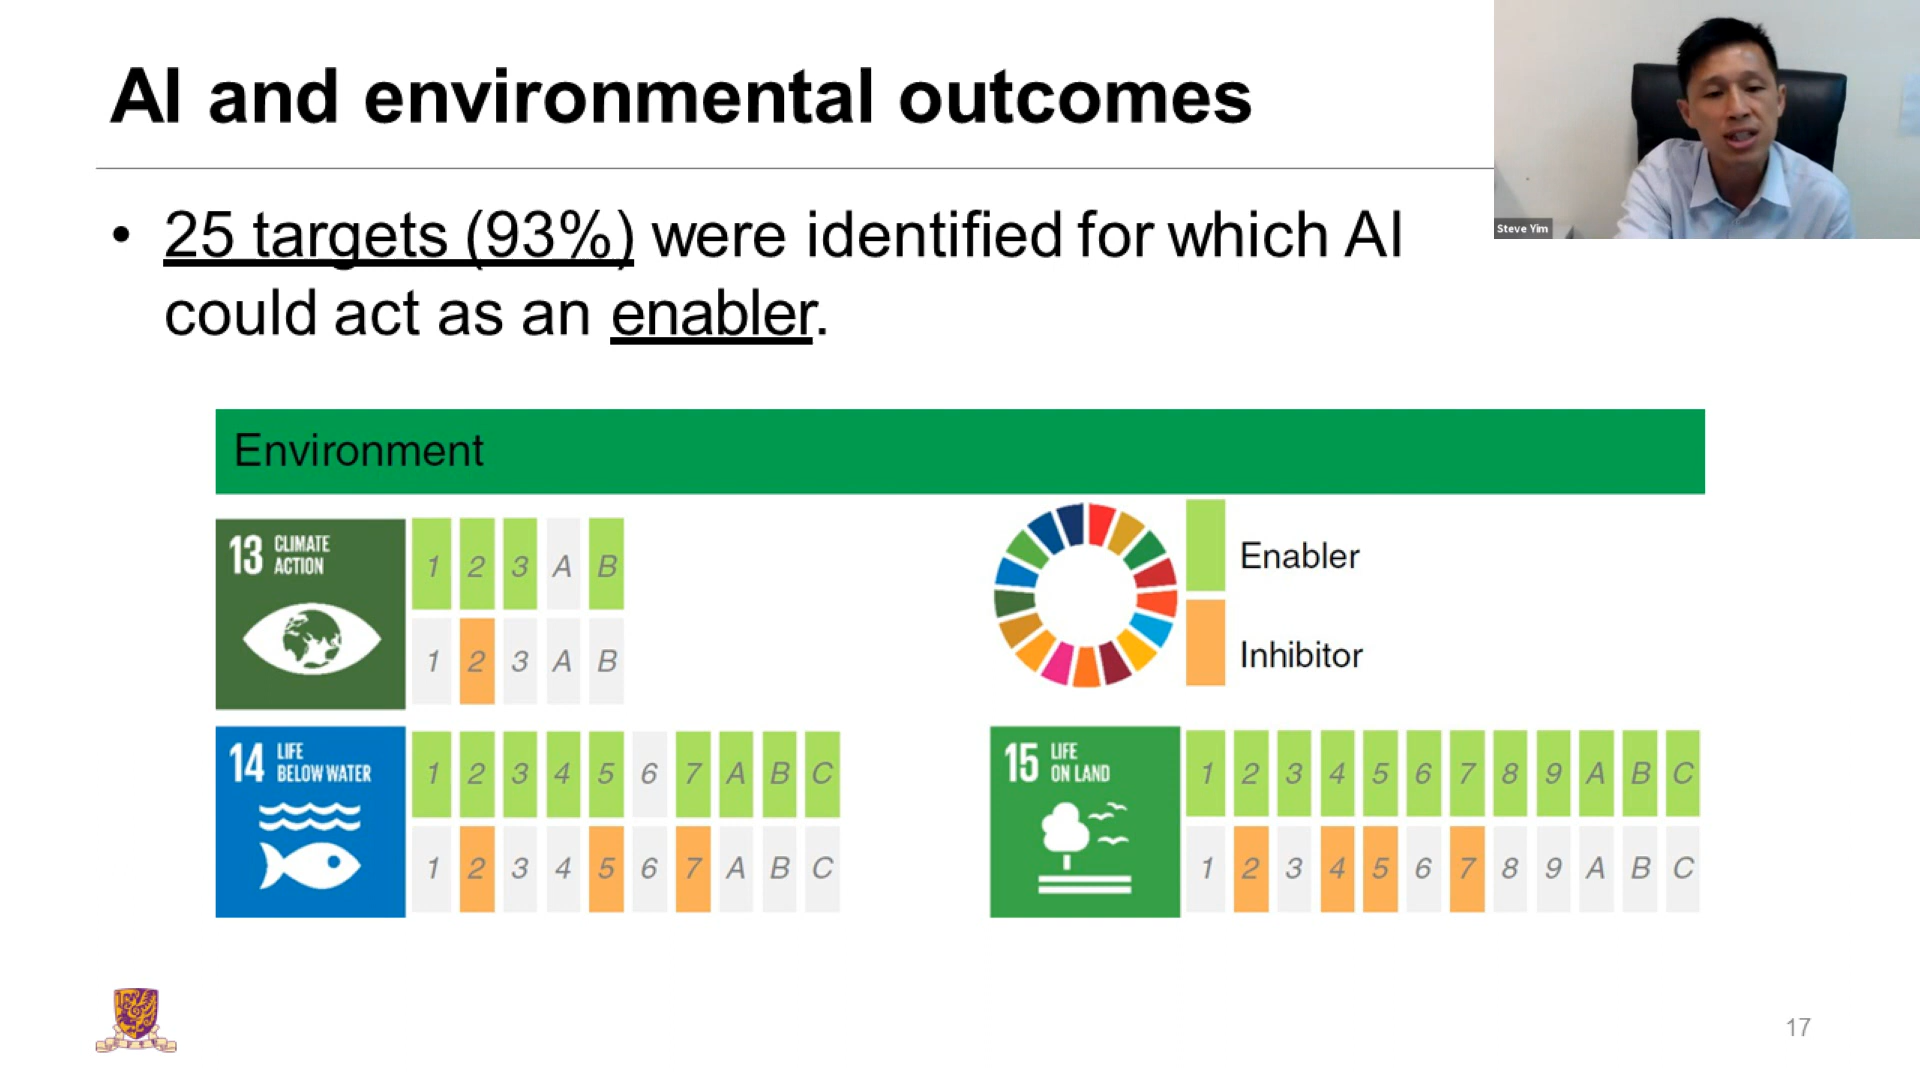 AI and environmental outcomes
Steve Yim
• 25 targets (93%) were identified for which AI
could act as an enabler.
Environment
13 CLIMATE
ACTION
1 2 3 A B
1 2 3 A B
Enabler
Inhibitor
14 LIFE
BELOW WATER
1 2 3 4 5 6 7 A B C
1 2 3 4 5 6 7 A B C
15 LIFE
ON LAND
1 2 3 4 5 6 7 8 9 A B C
1 2 3 4 5 6 7 8 9 A B C
17